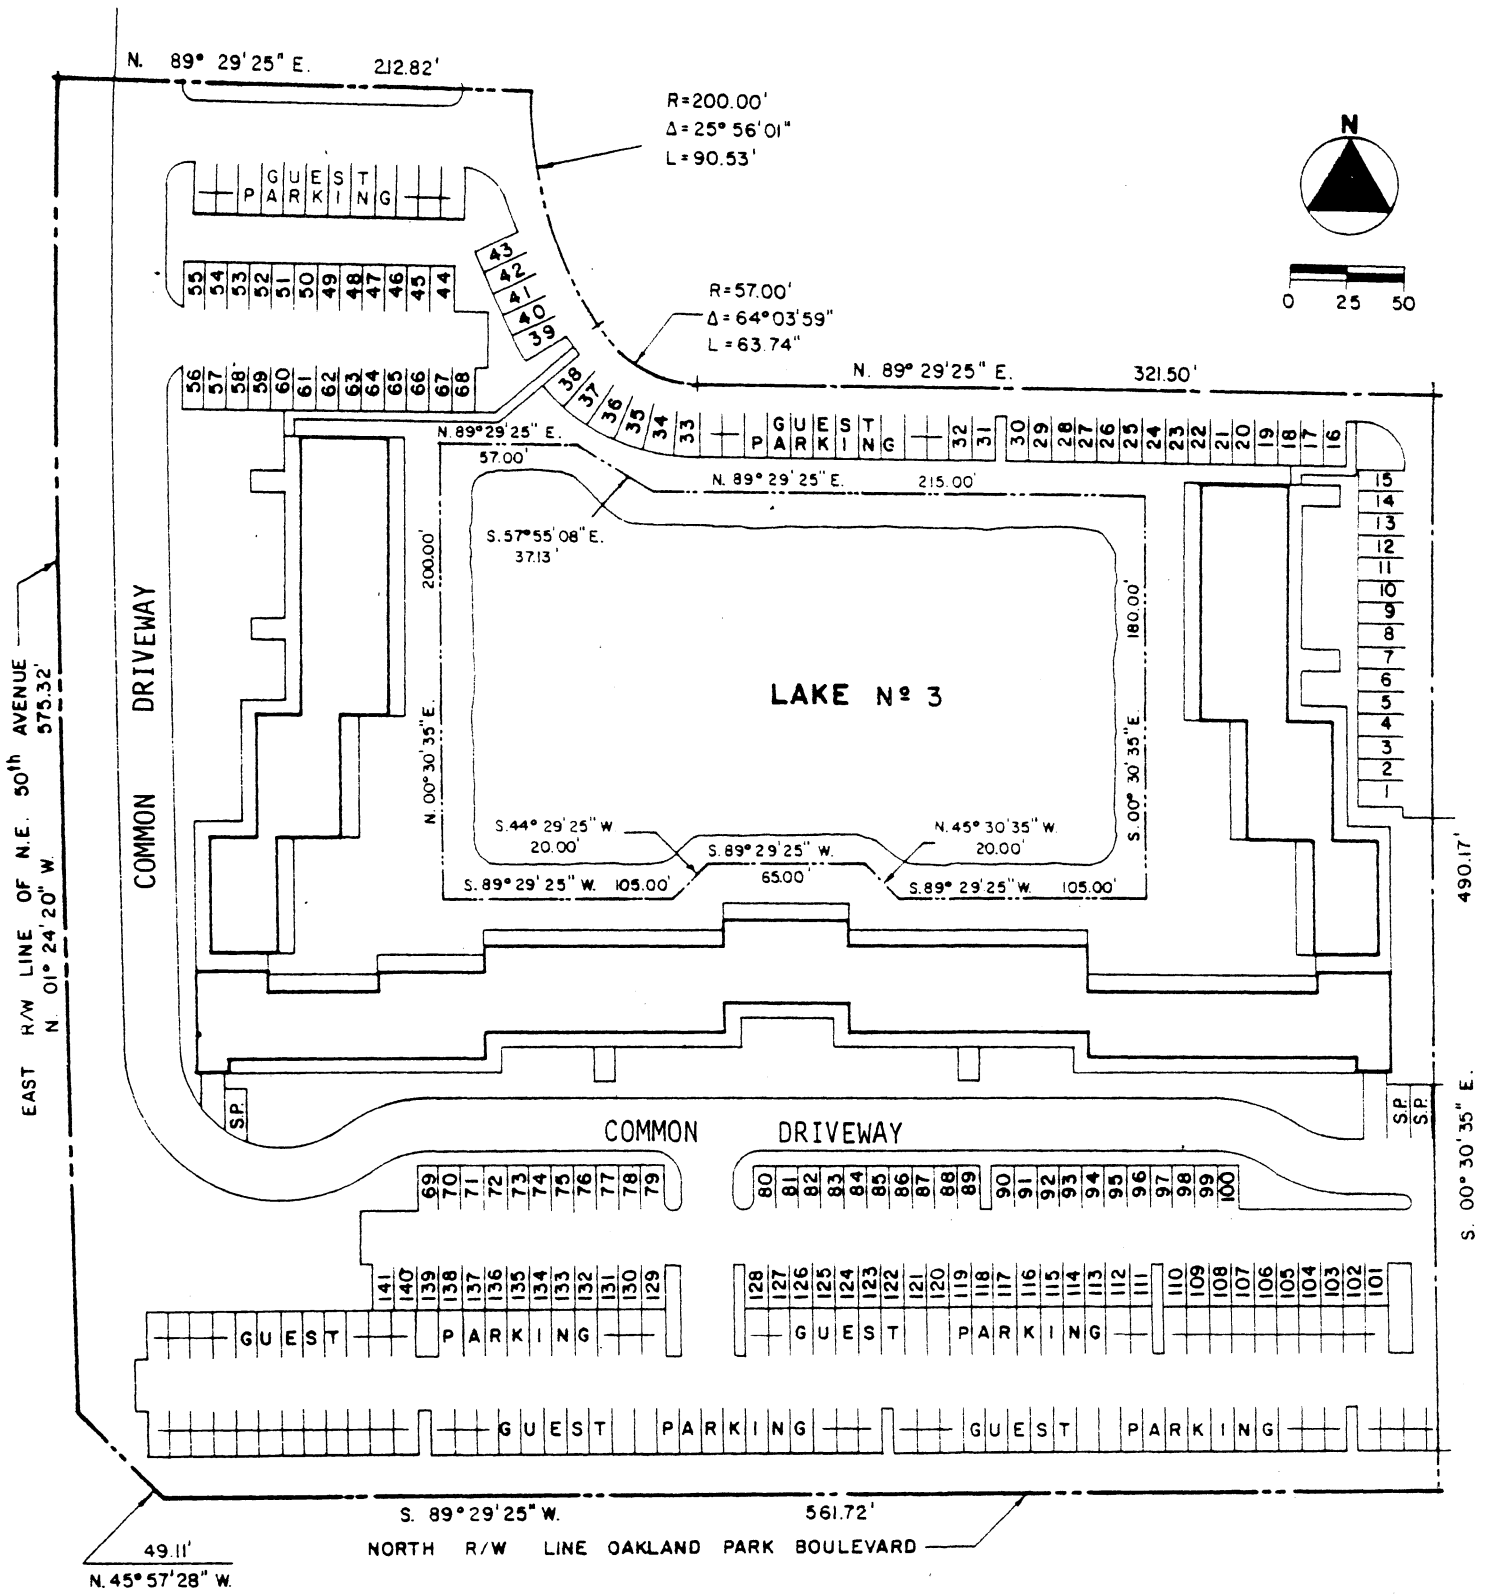 N. 89° 29' 25" E. 212.82'
R=200.00'
Δ=25° 56' 01"
L=90.53'
N
0 25 50
GUEST
PARKING
43
42
41
40
39
55 54 53 52 51 50 49 48 47 46 45 44
R=57.00'
Δ=64°03'59"
L=63.74"
N. 89° 29' 25" E. 321.50'
56 57 58 59 60 61 62 63 64 65 66 67 68
38 37 36 35 34 33
GUEST
PARKING
32 31 30 29 28 27 26 25 24 23 22 21 20 19 18 17 16
N. 89°29'25" E.
57.00'
N. 89° 29' 25" E. 215.00'
S. 57° 55' 08" E.
37.13'
15
14
13
12
11
10
9
8
7
6
5
4
3
2
1
200.00'
N. 00° 30' 35" E.
180.00'
S. 00° 30' 35" E
LAKE Nº 3
COMMON DRIVEWAY
EAST R/W LINE OF N.E. 50th AVENUE
N. 01° 24' 20" W. 575.32'
S. 44° 29' 25" W
20.00'
S. 89° 29' 25" W.
65.00'
N. 45° 30' 35" W.
20.00'
S. 89° 29' 25" W. 105.00'
S. 89° 29' 25" W. 105.00'
490.17'
S. 00° 30' 35" E.
S.P.
S.P.
S.P.
COMMON DRIVEWAY
69 70 71 72 73 74 75 76 77 78 79
80 81 82 83 84 85 86 87 88 89 90 91 92 93 94 95 96 97 98 99 100
141 140 139 138 137 136 135 134 133 132 131 130 129
128 127 126 125 124 123 122 121 120 119 118 117 116 115 114 113 112 111 110 109 108 107 106 105 104 103 102 101
GUEST PARKING
GUEST PARKING
GUEST PARKING
GUEST PARKING
S. 89° 29' 25" W. 561.72'
NORTH R/W LINE OAKLAND PARK BOULEVARD
49.11'
N. 45° 57' 28" W.